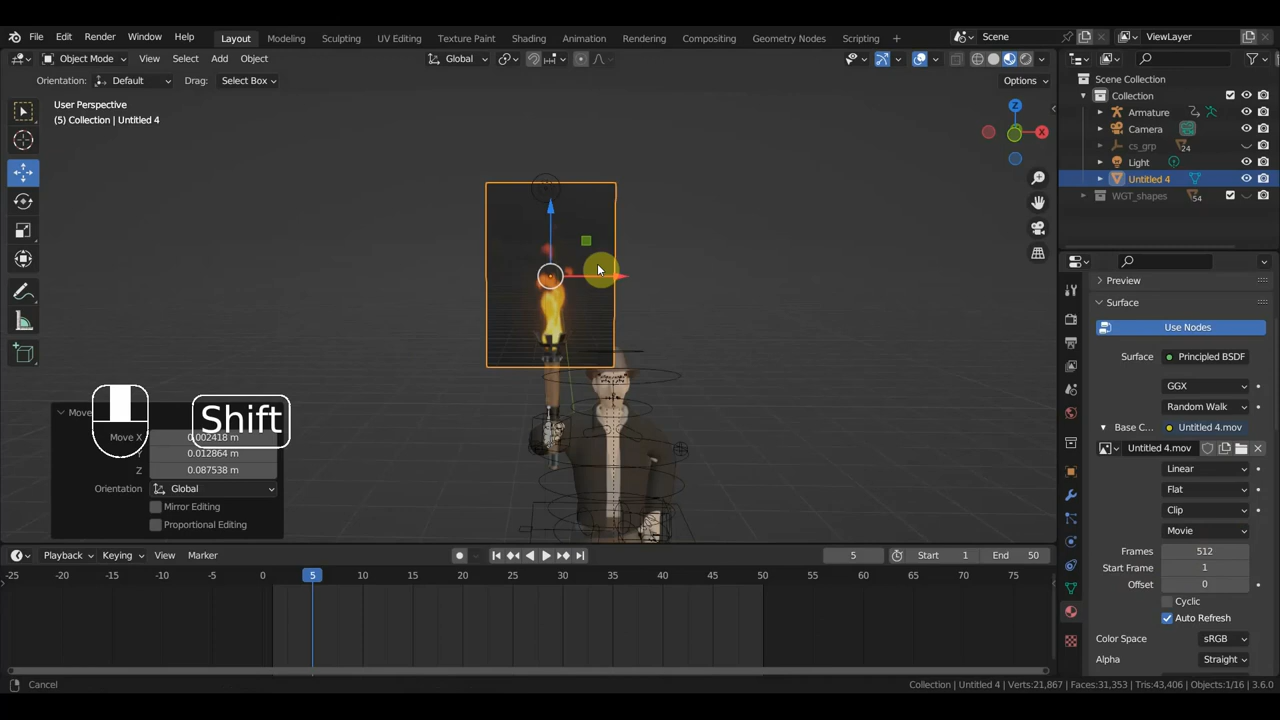 File Edit Render Window Help Layout Modeling Sculpting UV Editing Texture Paint Shading Animation Rendering Compositing Geometry Nodes Scripting + Scene ViewLayer
Object Mode View Select Add Object Global
Orientation: Default Drag: Select Box Options
User Perspective
(5) Collection | Untitled 4
Z
X
Scene Collection
Collection
Armature
Camera
cs_grp 24
Light
Untitled 4
WGT_shapes 54
Preview
Surface
Use Nodes
Surface Principled BSDF
GGX
Random Walk
Base C... Untitled 4.mov
Untitled 4.mov
Linear
Flat
Clip
Movie
Frames 512
Start Frame 1
Offset 0
Cyclic
Auto Refresh
Color Space sRGB
Alpha Straight
Shift
Move
Move X 0.002418 m
0.012864 m
Z 0.087538 m
Orientation Global
Mirror Editing
Proportional Editing
Playback Keying View Marker 5 Start 1 End 50
-25 -20 -15 -10 -5 0 5 10 15 20 25 30 35 40 45 50 55 60 65 70 75
Cancel Collection | Untitled 4 | Verts:21,867 | Faces:31,353 | Tris:43,406 | Objects:1/16 | 3.6.0